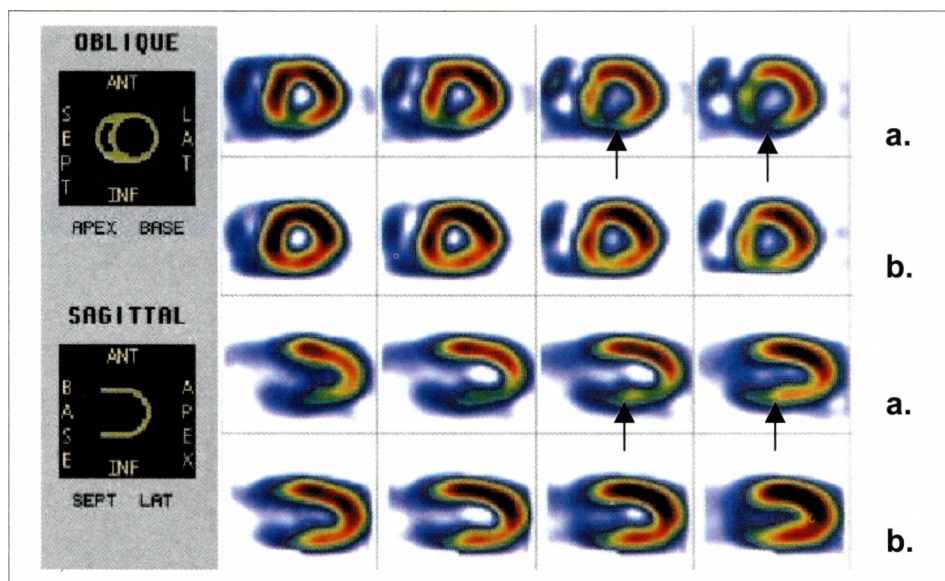 OBLIQUE
ANT
SEPT
LAT
INF
APEX BASE
a.
b.
SAGITTAL
ANT
BASE
APEX
INF
SEPT LAT
a.
b.